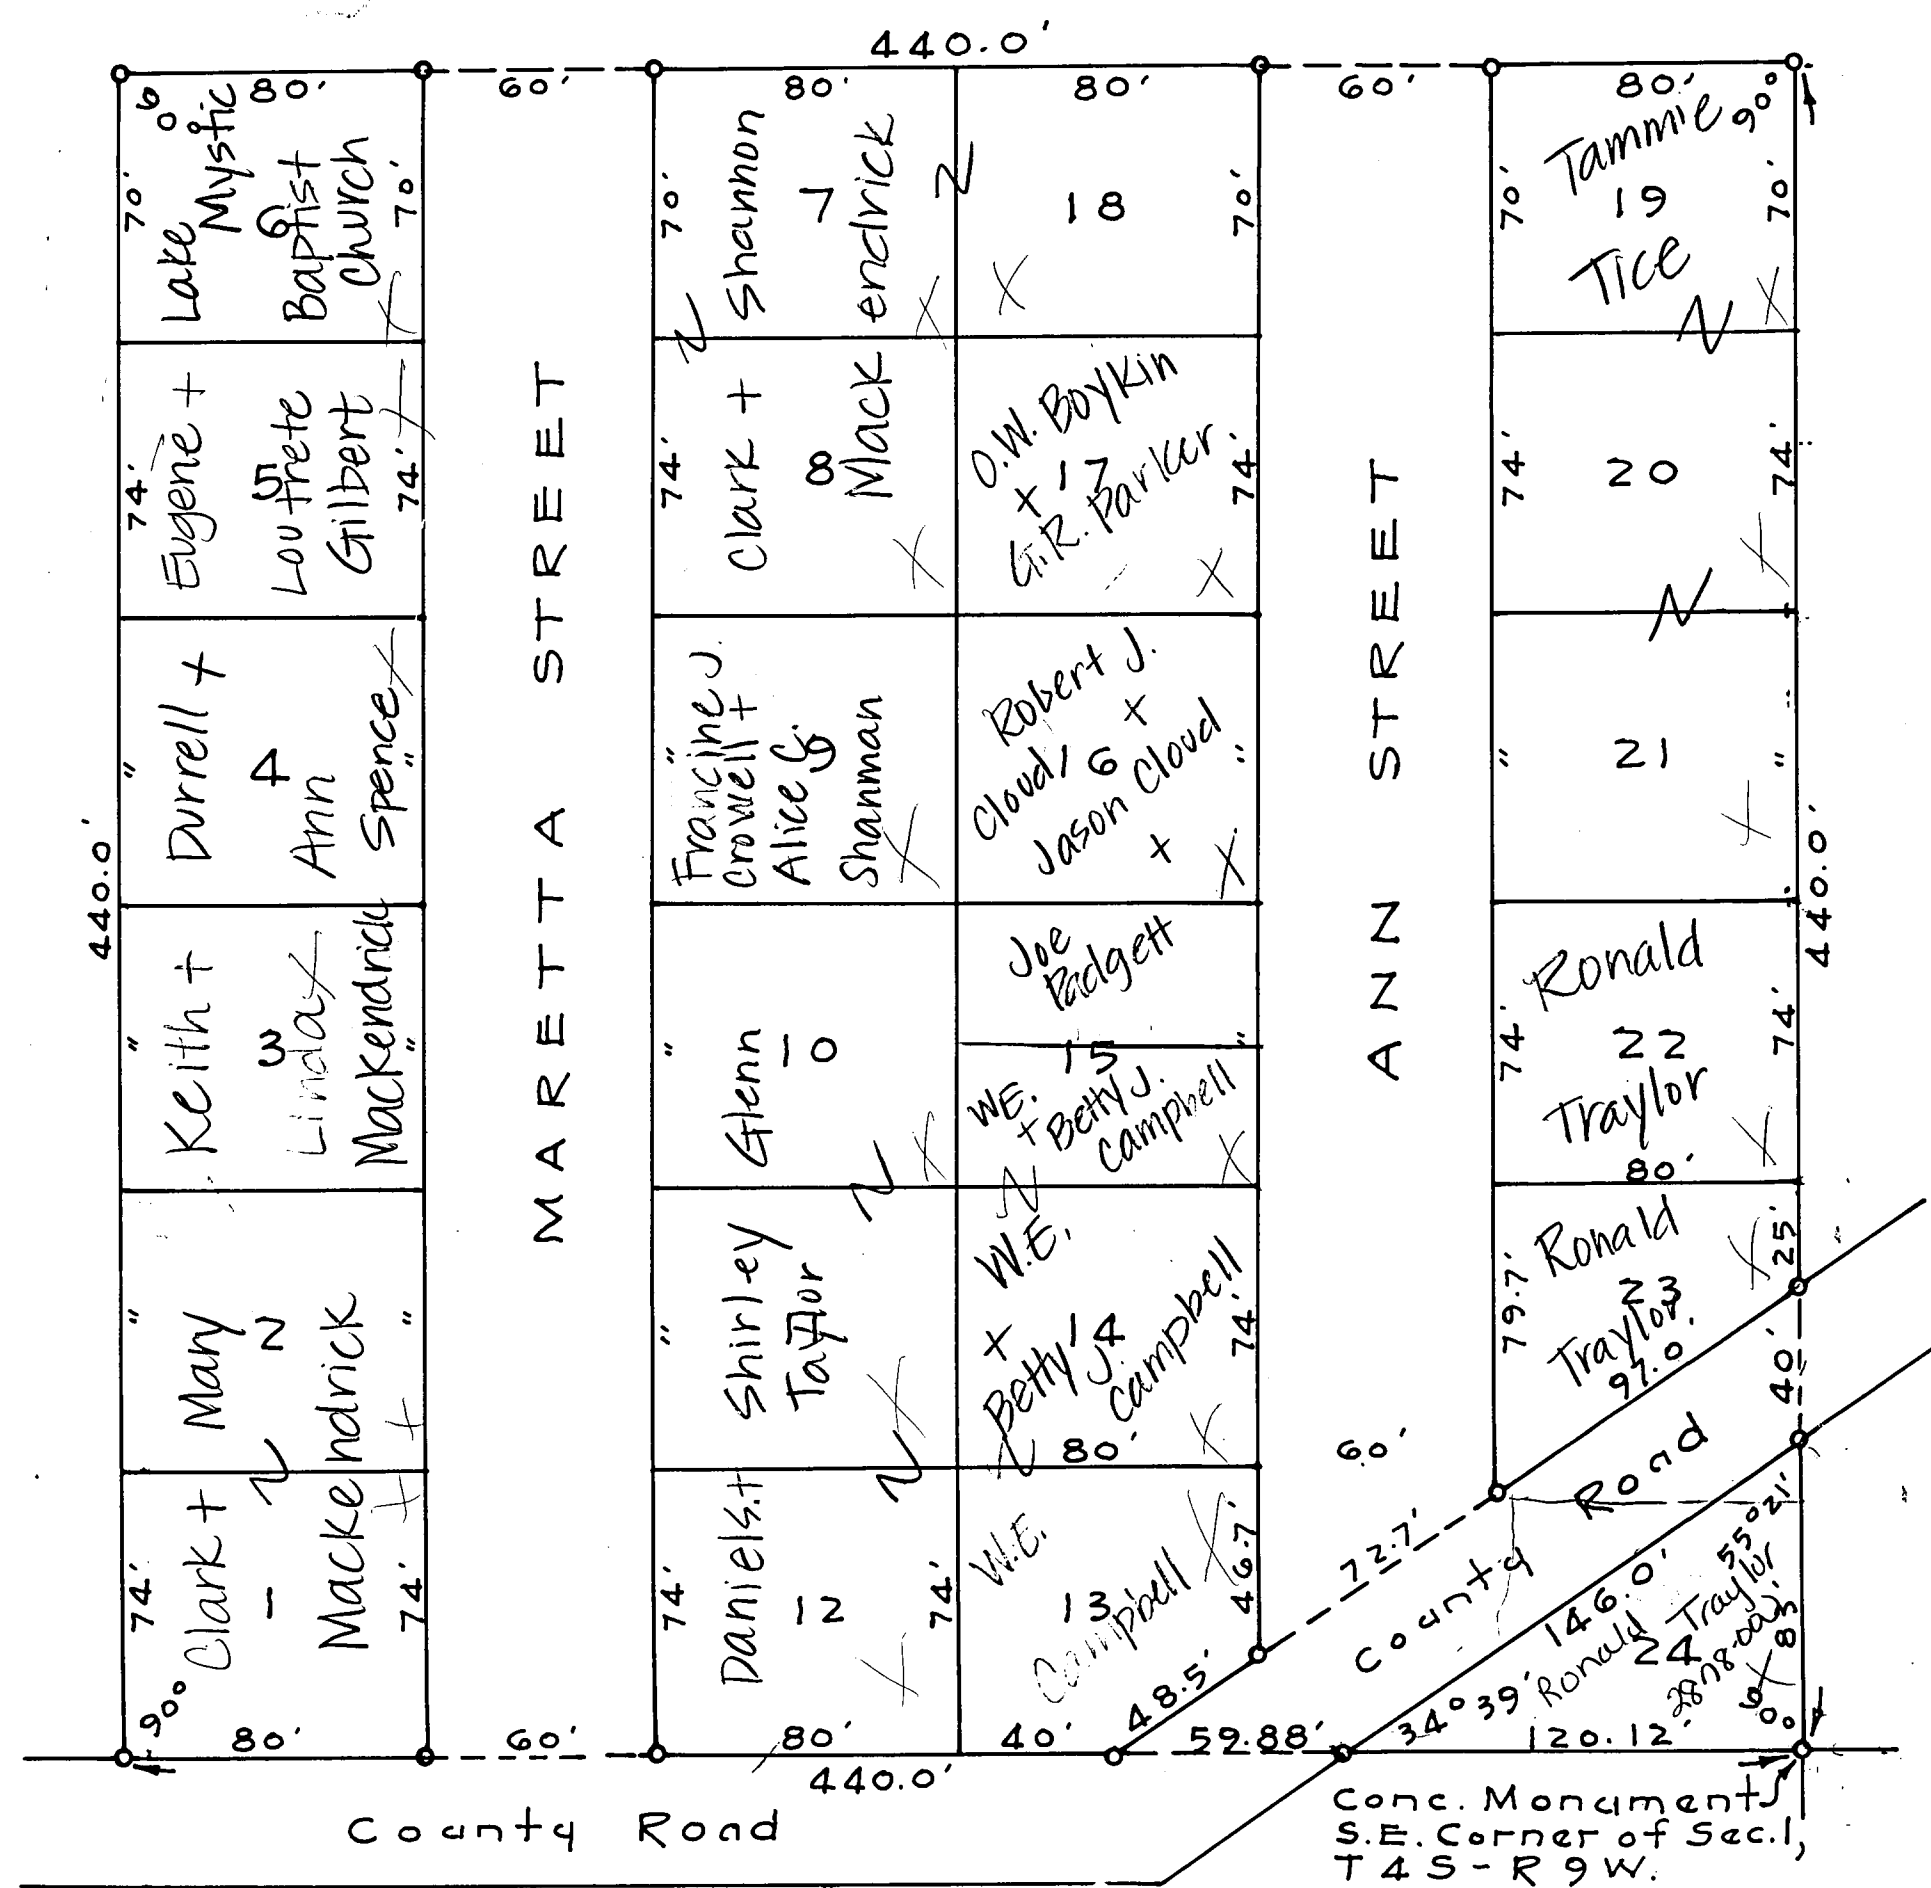 440.0'
80'
60'
80'
80'
60'
80'
90°
Lake Mystic
6
Baptist
Church
70'
70'
Shannon
7
70'
18
70'
70'
Tammie
19
Tice
90°
70'
Eugene +
5
Loutrete
Gilbert
74'
74'
Clark +
8
Mack
endrick
74'
O.W. Boykin
+ 17
G.R. Parker
74'
74'
20
74'
Durrell +
4
Ann
Spence
"
"
Francine J.
Crowell +
Alice C.
9
Shanman
"
Robert J.
+
Cloud 16
Jason Cloud
+
"
"
21
"
440.0'
440.0'
Keith +
3
Linda
MacKendrick
"
"
Glenn
10
"
Joe
Padgett
15
"
W.E.
+ Betty J.
Campbell
Ronald
22
Traylor
74'
74'
80'
Mary
2
"
"
Shirley
11
Taylor
"
W.E.
+
14
Betty J.
Campbell
74'
80'
Ronald
23
Traylor
79.7'
25'
97.0
40'
60'
Clark +
1
Mackendrick
74'
74'
90°
80'
60'
Daniels +
12
74'
74'
80'
W.E.
13
Campbell
46.7'
40'
48.5'
72.7'
59.88'
County Road
146.0'
55°21'
Ronald Traylor
24
34°39'
83'
90°
120.12'
MARETTA STREET
ANN STREET
440.0'
County Road
Conc. Monument
S.E. Corner of Sec. 1,
T 4 S - R 9 W.